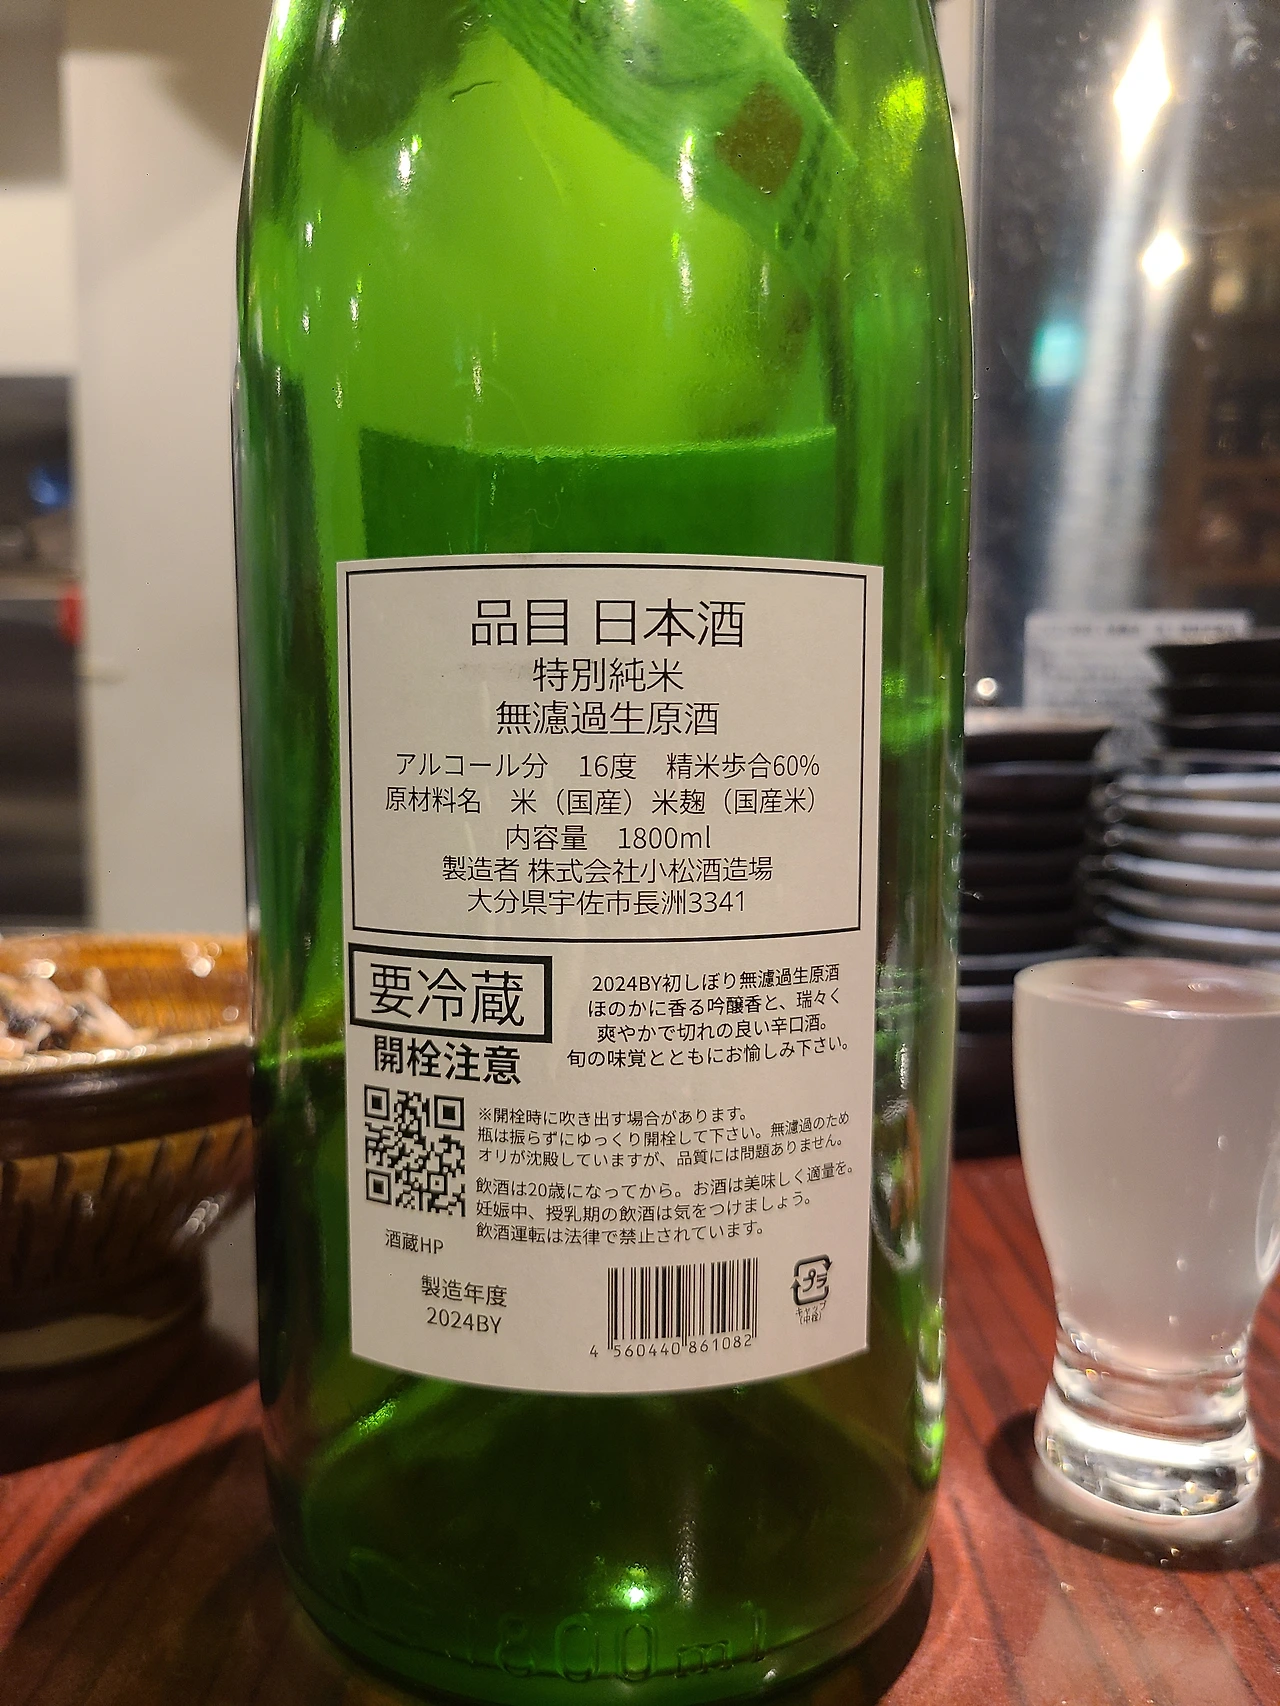 品目 日本酒
特別純米
無濾過生原酒
アルコール分 16度 精米歩合60%
原材料名 米（国産）米麹（国産米）
内容量 1800ml
製造者 株式会社小松酒造場
大分県宇佐市長洲3341
要冷蔵
開栓注意
2024BY初しぼり無濾過生原酒
ほのかに香る吟醸香と、瑞々く
爽やかで切れの良い辛口酒。
旬の味覚とともにお愉しみ下さい。
※開栓時に吹き出す場合があります。
瓶は振らずにゆっくり開栓して下さい。無濾過のため
オリが沈殿していますが、品質には問題ありません。
飲酒は20歳になってから。お酒は美味しく適量を。
妊娠中、授乳期の飲酒は気をつけましょう。
飲酒運転は法律で禁止されています。
酒蔵HP
製造年度
2024BY
4 560440 861082
プラ
キャップ
(中栓)
1800ml